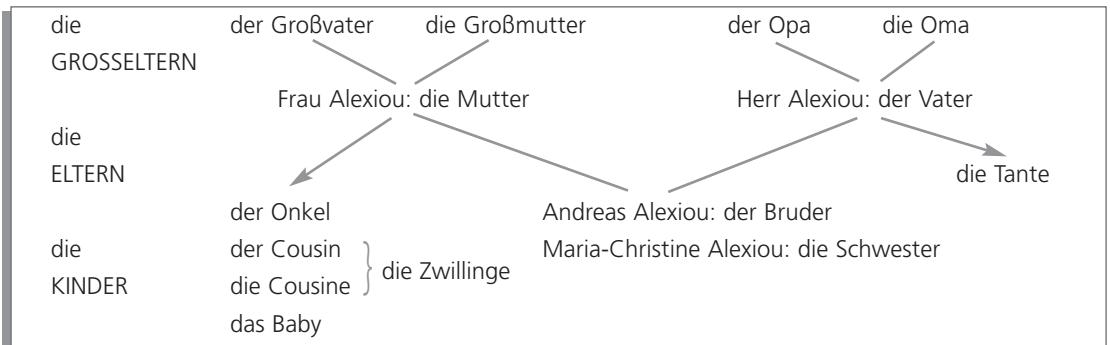 die der Großvater die Großmutter der Opa die Oma
GROSSELTERN
Frau Alexiou: die Mutter Herr Alexiou: der Vater
die
ELTERN die Tante
der Onkel Andreas Alexiou: der Bruder
die der Cousin Maria-Christine Alexiou: die Schwester
die Zwillinge
KINDER die Cousine
das Baby